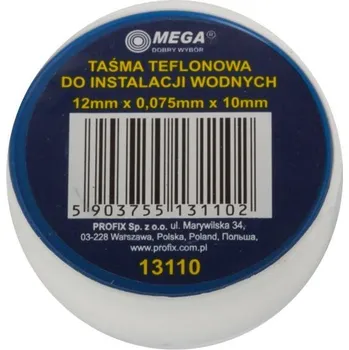 MEGA®
DOBRY WYBÓR
TAŚMA TEFLONOWA
DO INSTALACJI WODNYCH
12mm x 0,075mm x 10mm
5 903755 131102
PROFIX Sp. z o.o. ul. Marywilska 34,
03-228 Warszawa, Polska, Poland, Польша,
www.profix.com.pl
13110